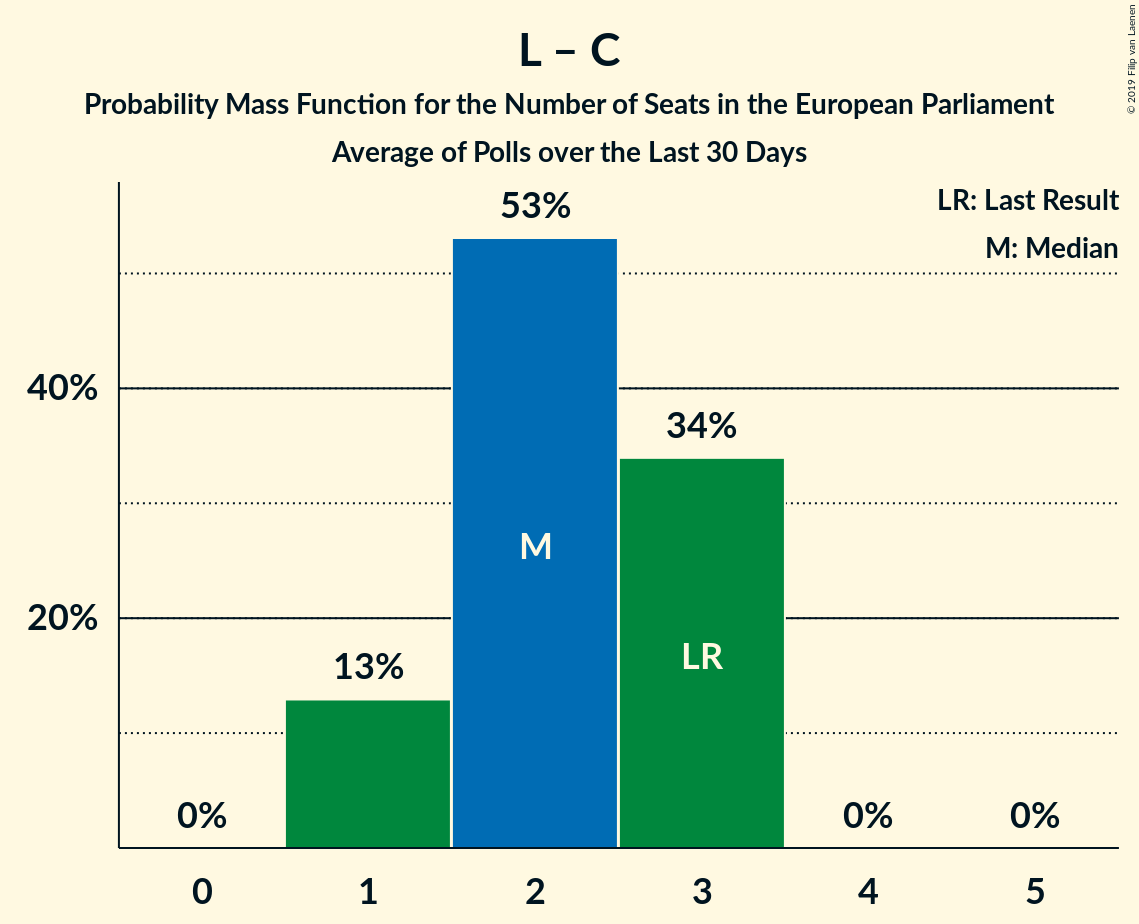 L – C
Probability Mass Function for the Number of Seats in the European Parliament
Average of Polls over the Last 30 Days
© 2019 Filip van Laenen
LR: Last Result
M: Median
53%
40%
34%
M
20%
LR
13%
0%
0%
0%
0
1
2
3
4
5